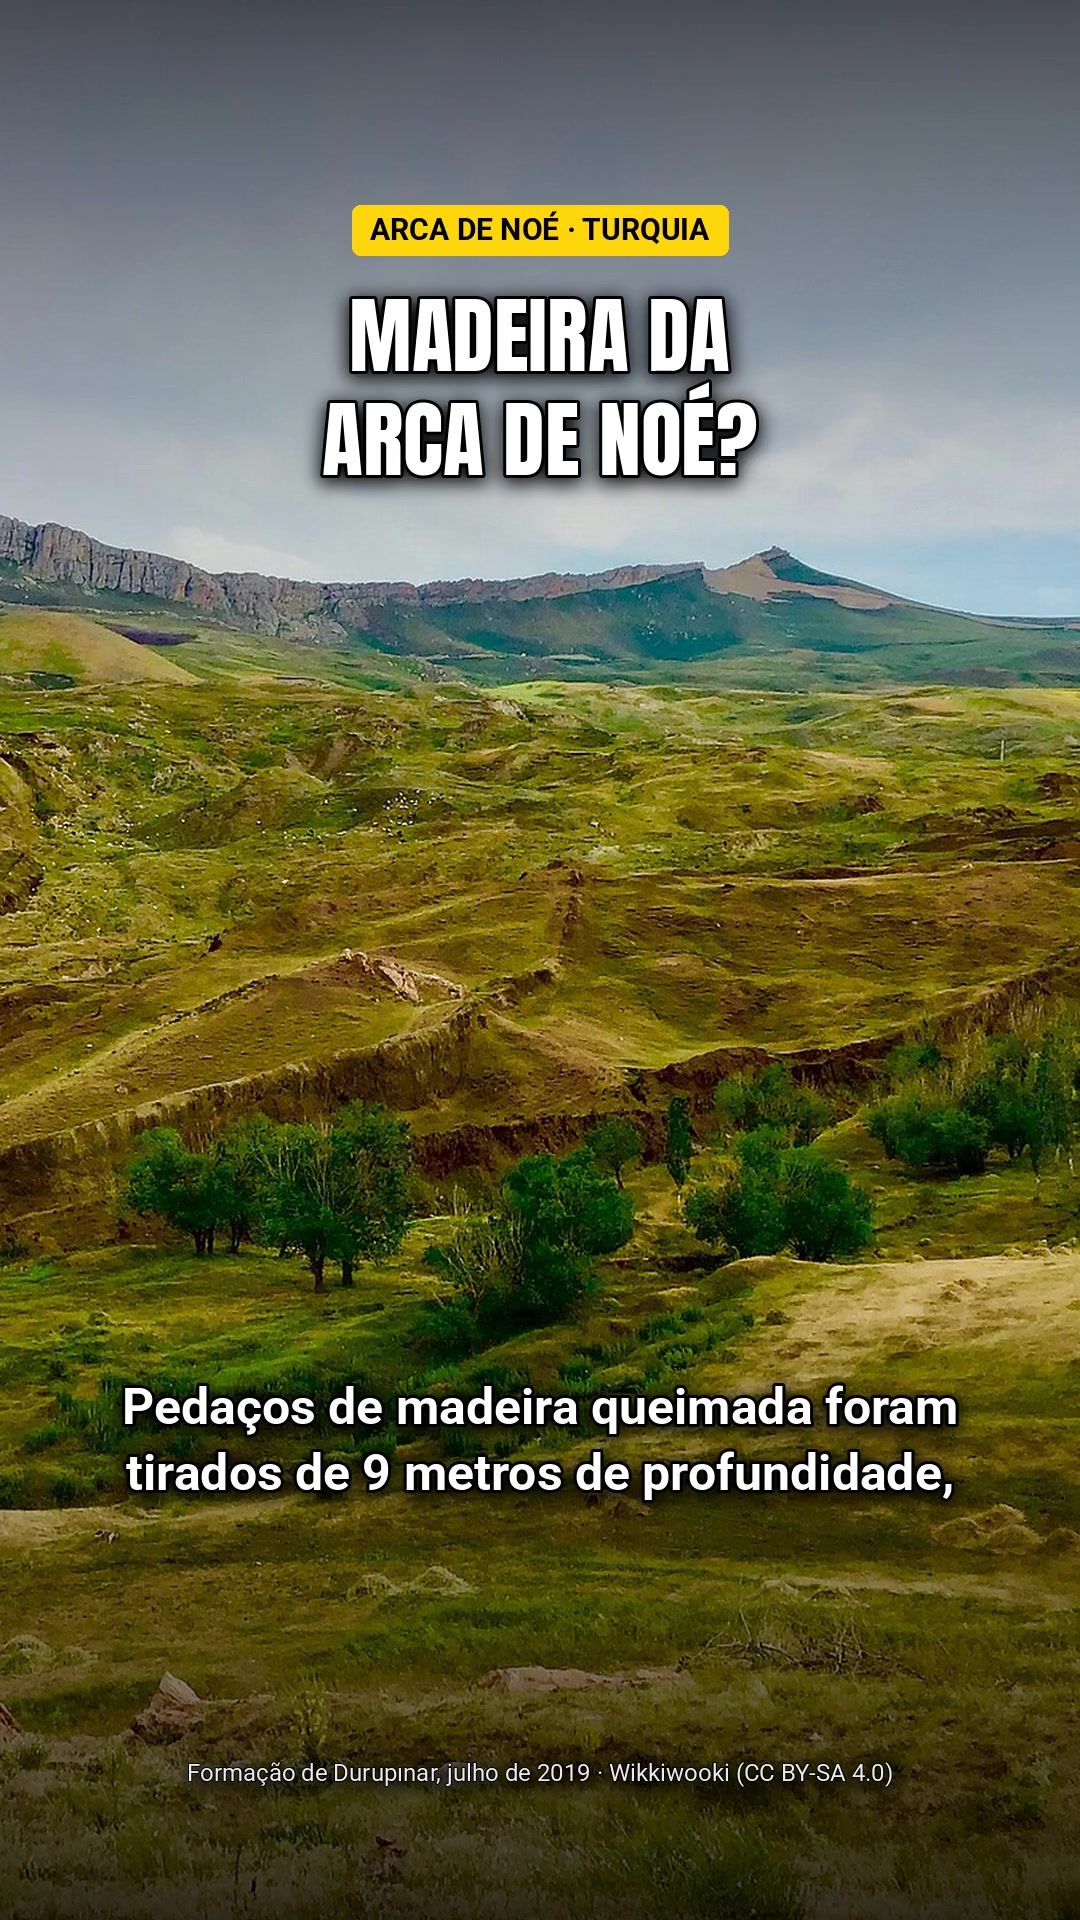 ARCA DE NOÉ · TURQUIA
MADEIRA DA
ARCA DE NOÉ?
Pedaços de madeira queimada foram
tirados de 9 metros de profundidade,
Formação de Durupınar, julho de 2019 · Wikkiwooki (CC BY-SA 4.0)